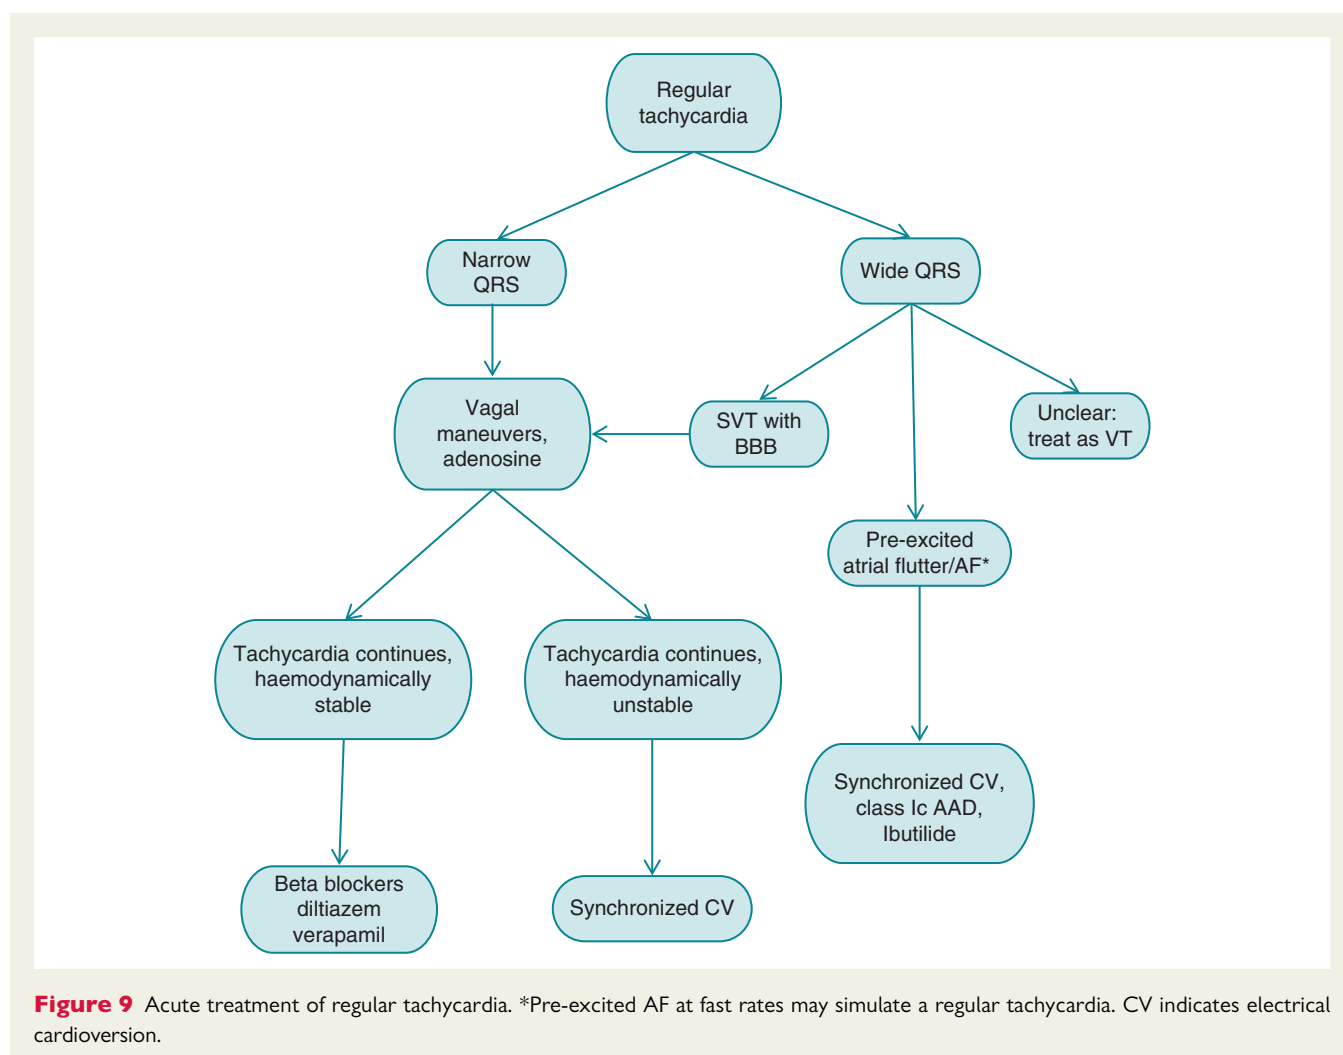 Regular
tachycardia
Narrow
QRS
Wide QRS
Vagal
maneuvers,
adenosine
SVT with
BBB
Unclear:
treat as VT
Pre-excited
atrial flutter/AF*
Tachycardia continues,
haemodynamically
stable
Tachycardia continues,
haemodynamically
unstable
Synchronized CV,
class Ic AAD,
Ibutilide
Beta blockers
diltiazem
verapamil
Synchronized CV
Figure 9 Acute treatment of regular tachycardia. *Pre-excited AF at fast rates may simulate a regular tachycardia. CV indicates electrical
cardioversion.